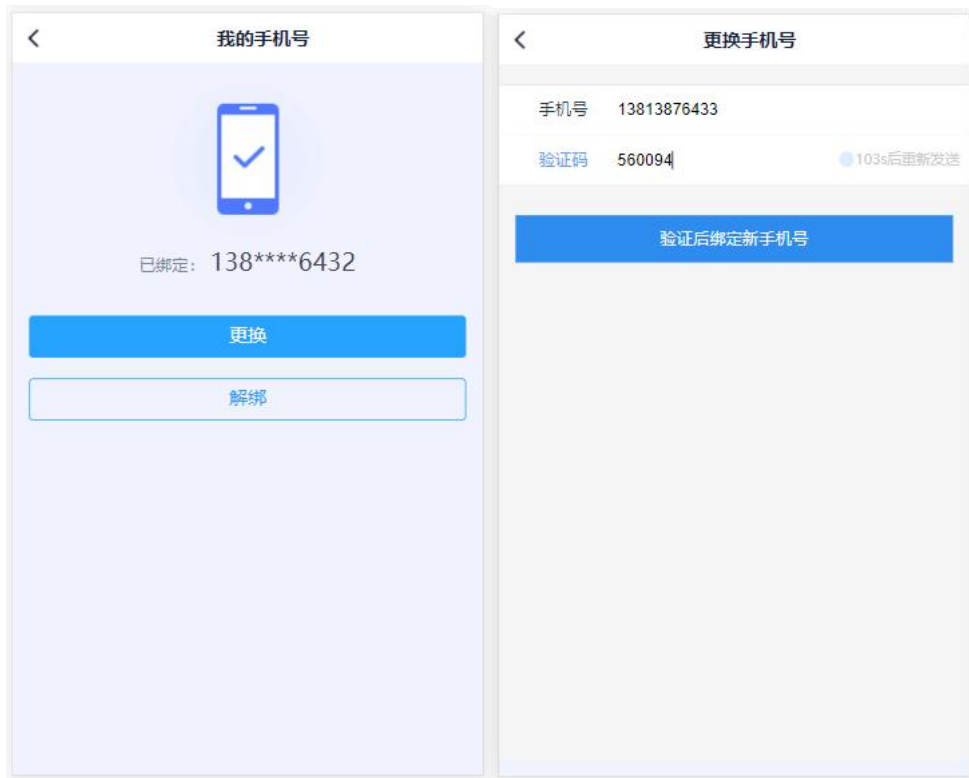 我的手机号
已绑定： 138****6432
更换
解绑
更换手机号
手机号 13813876433
验证码 560094 103s后重新发送
验证后绑定新手机号